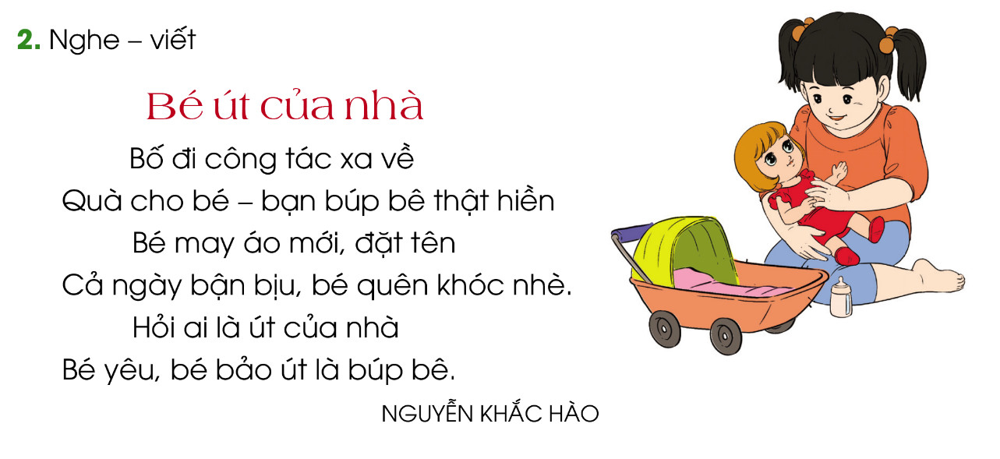 2. Nghe – viết
Bé út của nhà
Bố đi công tác xa về
Quà cho bé – bạn búp bê thật hiền
Bé may áo mới, đặt tên
Cả ngày bận bịu, bé quên khóc nhè.
Hỏi ai là út của nhà
Bé yêu, bé bảo út là búp bê.
NGUYỄN KHẮC HÀO